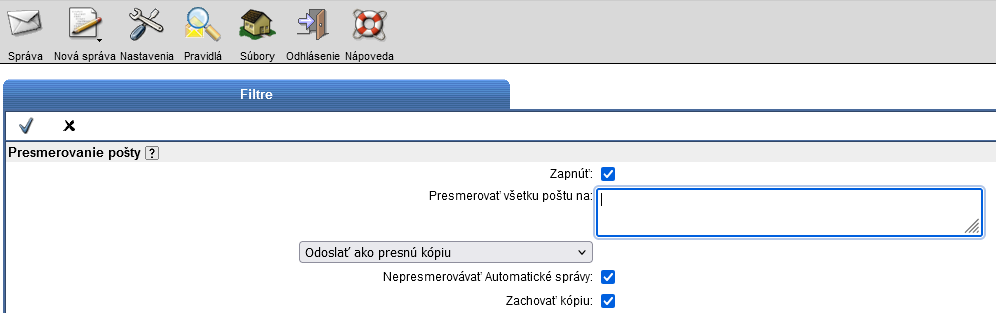 Správa Nová správa Nastavenia Pravidlá Súbory Odhlásenie Nápoveda
Filtre
Presmerovanie pošty ?
Zapnúť:
Presmerovať všetku poštu na:
Odoslať ako presnú kópiu
Nepresmerovávať Automatické správy:
Zachovať kópiu: